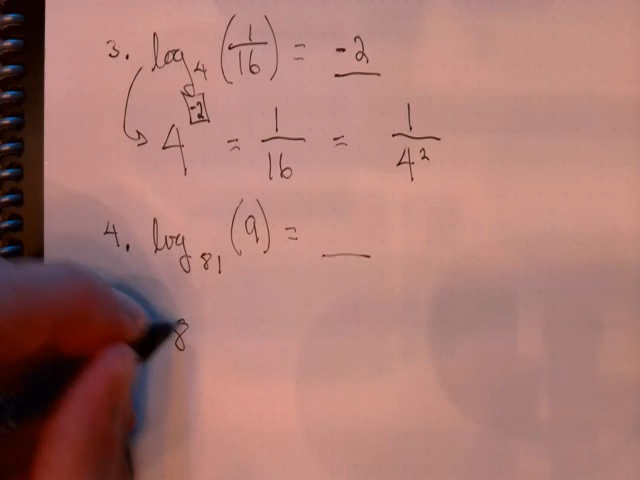 3. log₄ (1/16) = -2
4^-2 = 1/16 = 1/4²
4. log₈₁ (9) = __
8